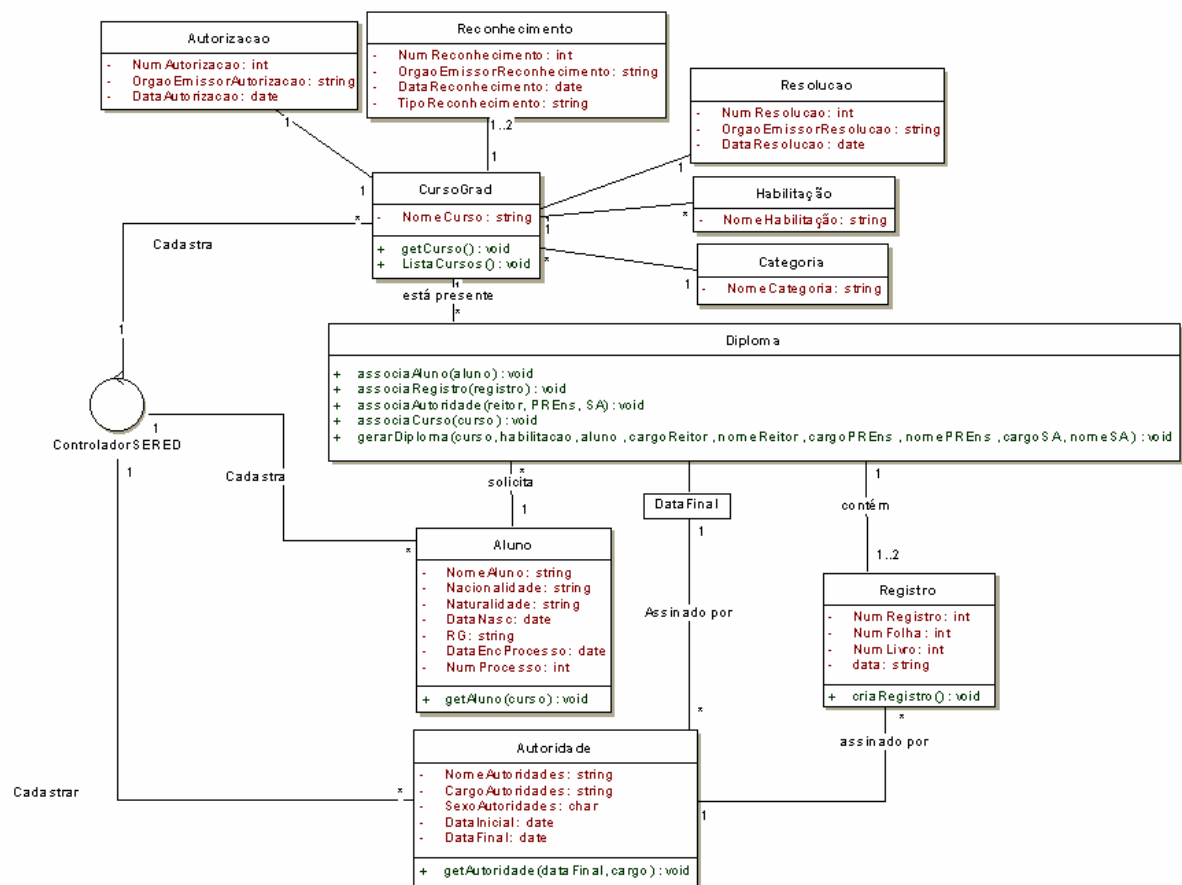 Autorizacao
- NumAutorizacao: int
- OrgaoEmissorAutorizacao: string
- DataAutorizacao: date
Reconhecimento
- NumReconhecimento: int
- OrgaoEmissorReconhecimento: string
- DataReconhecimento: date
- TipoReconhecimento: string
Resolucao
- NumResolucao: int
- OrgaoEmissorResolucao: string
- DataResolucao: date
1
1..2
1
1
1
CursoGrad
- NomeCurso: string
+ getCurso(): void
+ ListaCursos(): void
Habilitação
- NomeHabilitação: string
1
*
Categoria
- NomeCategoria: string
*
1
*
Cadastra
1
1
está presente
*
Diploma
+ associaAluno(aluno): void
+ associaRegistro(registro): void
+ associaAutoridade(reitor, PREns, SA): void
+ associaCurso(curso): void
+ gerarDiploma(curso, habilitacao, aluno, cargoReitor, nomeReitor, cargoPREns, nomePREns, cargoSA, nomeSA): void
ControladorSERED
1
1
Cadastra
*
*
solicita
1
DataFinal
1
1
contém
1..2
Aluno
- NomeAluno: string
- Nacionalidade: string
- Naturalidade: string
- DataNasc: date
- RG: string
- DataEncProcesso: date
- NumProcesso: int
+ getAluno(curso): void
Assinado por
*
Registro
- NumRegistro: int
- NumFolha: int
- NumLivro: int
- data: string
+ criaRegistro(): void
*
assinado por
1
Cadastrar
*
Autoridade
- NomeAutoridades: string
- CargoAutoridades: string
- SexoAutoridades: char
- DataInicial: date
- DataFinal: date
+ getAutoridade(dataFinal, cargo): void